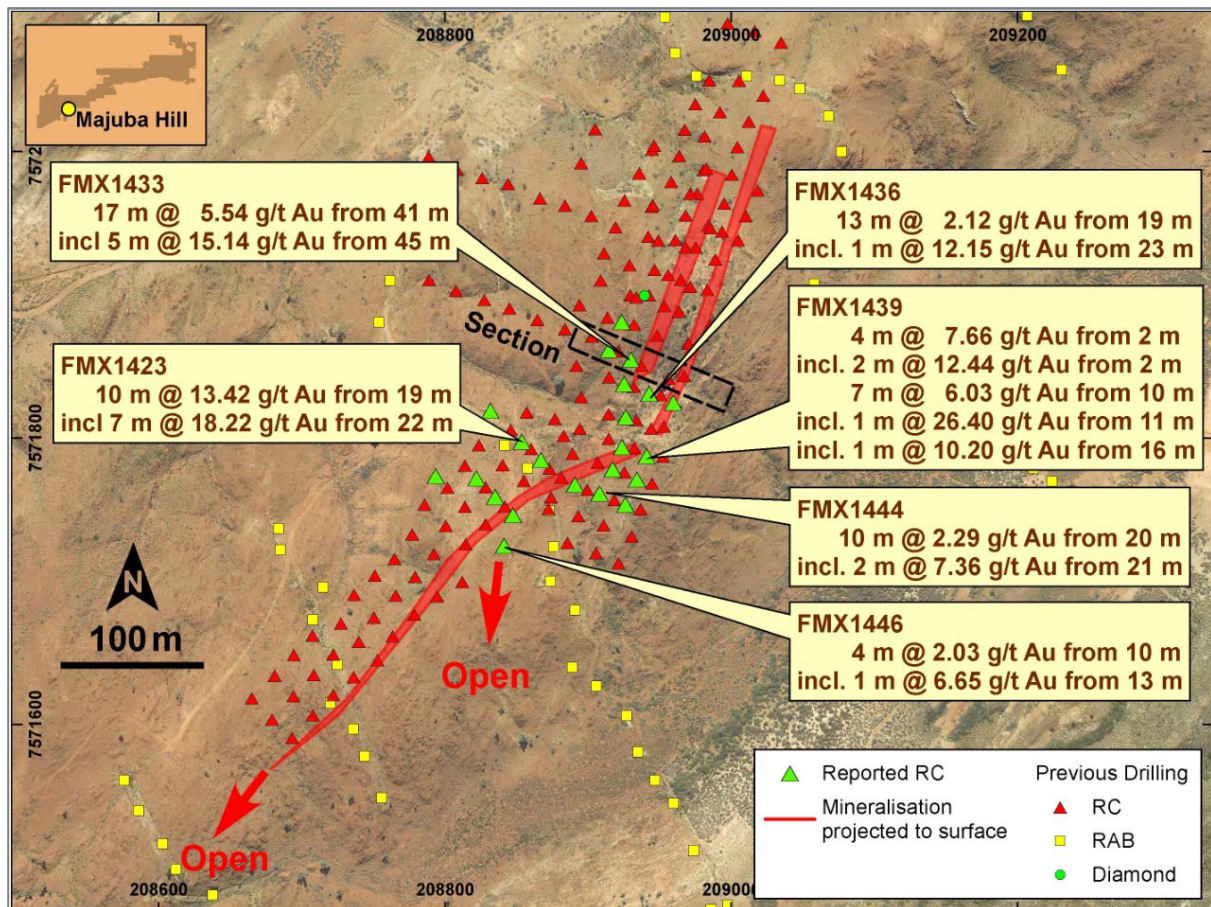 208800
209000
209200
Majuba Hill
7572
FMX1433
17 m @ 5.54 g/t Au from 41 m
incl 5 m @ 15.14 g/t Au from 45 m
FMX1436
13 m @ 2.12 g/t Au from 19 m
incl. 1 m @ 12.15 g/t Au from 23 m
Section
FMX1439
4 m @ 7.66 g/t Au from 2 m
incl. 2 m @ 12.44 g/t Au from 2 m
7 m @ 6.03 g/t Au from 10 m
incl. 1 m @ 26.40 g/t Au from 11 m
incl. 1 m @ 10.20 g/t Au from 16 m
FMX1423
10 m @ 13.42 g/t Au from 19 m
incl 7 m @ 18.22 g/t Au from 22 m
7571800
FMX1444
10 m @ 2.29 g/t Au from 20 m
incl. 2 m @ 7.36 g/t Au from 21 m
N
100 m
FMX1446
4 m @ 2.03 g/t Au from 10 m
incl. 1 m @ 6.65 g/t Au from 13 m
Open
7571600
Open
Reported RC
Mineralisation
projected to surface
Previous Drilling
RC
RAB
Diamond
208600
208800
209000